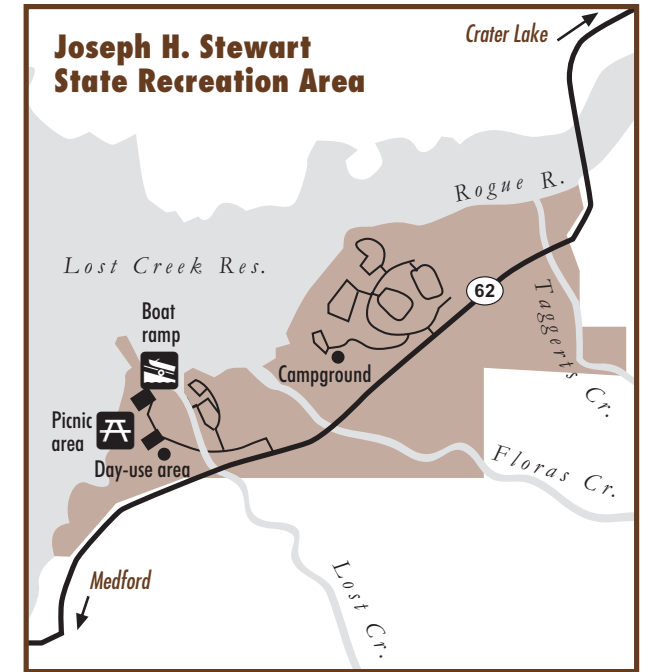 Joseph H. Stewart
State Recreation Area
Crater Lake
Rogue R.
Lost Creek Res.
62
Taggerts Cr.
Boat
ramp
Campground
Picnic
area
Day-use area
Floras Cr.
Medford
Lost Cr.